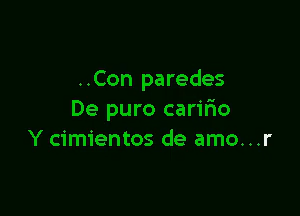 ..Con paredes
De puro cariño
Y cimientos de amo...r